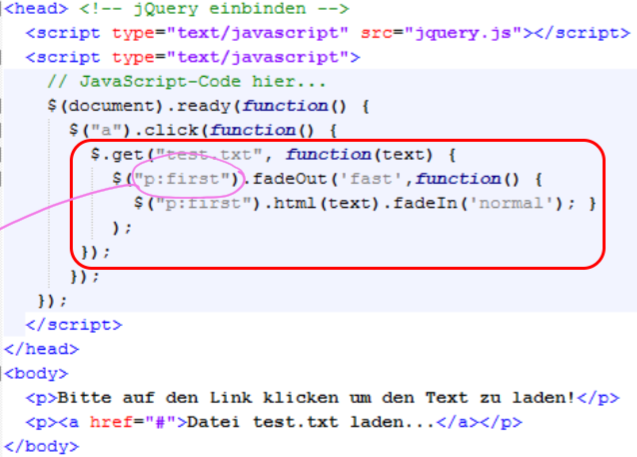 <head> <!-- jQuery einbinden -->
<script type="text/javascript" src="jquery.js"></script>
<script type="text/javascript">
// JavaScript-Code hier...
$(document).ready(function() {
$("a").click(function() {
$.get("test.txt", function(text) {
$("p:first").fadeOut('fast',function() {
$("p:first").html(text).fadeIn('normal'); }
);
});
});
});
</script>
</head>
<body>
<p>Bitte auf den Link klicken um den Text zu laden!</p>
<p><a href="#">Datei test.txt laden...</a></p>
</body>